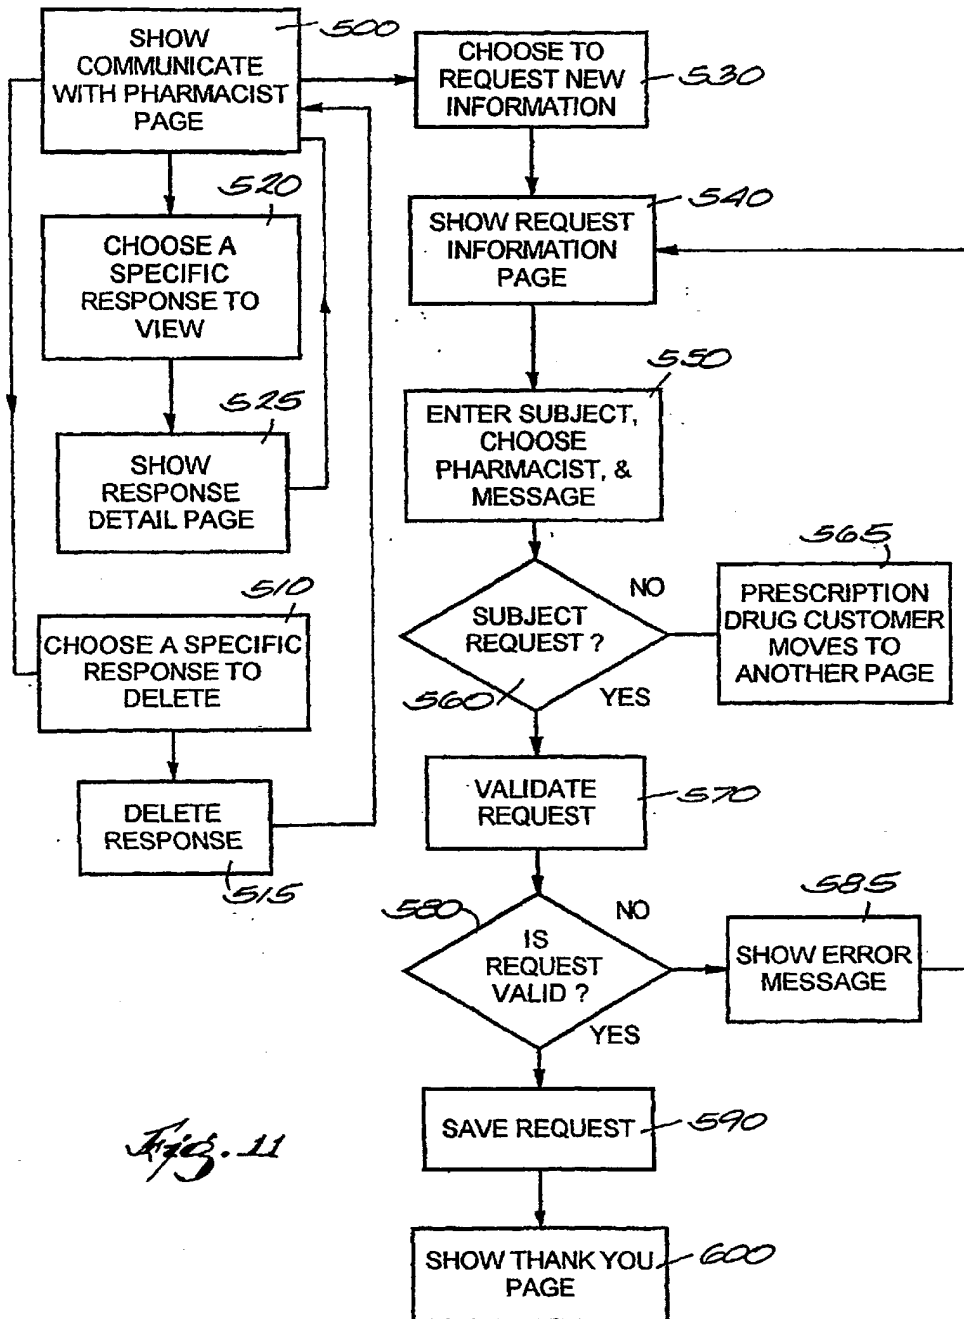 SHOW
COMMUNICATE
WITH PHARMACIST
PAGE
500
CHOOSE TO
REQUEST NEW
INFORMATION
530
520
CHOOSE A
SPECIFIC
RESPONSE TO
VIEW
SHOW REQUEST
INFORMATION
PAGE
540
525
SHOW
RESPONSE
DETAIL PAGE
550
ENTER SUBJECT,
CHOOSE
PHARMACIST, &
MESSAGE
510
CHOOSE A SPECIFIC
RESPONSE TO
DELETE
SUBJECT
REQUEST ?
560
NO
YES
565
PRESCRIPTION
DRUG CUSTOMER
MOVES TO
ANOTHER PAGE
DELETE
RESPONSE
515
VALIDATE
REQUEST
570
580
IS
REQUEST
VALID ?
NO
YES
585
SHOW ERROR
MESSAGE
SAVE REQUEST
590
Fig. 11
SHOW THANK YOU
PAGE
600